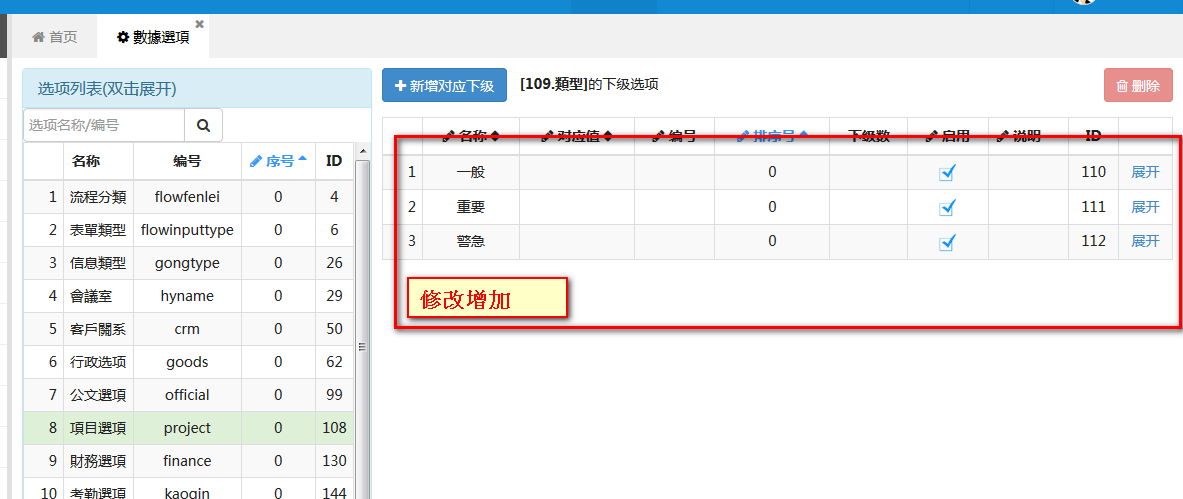 首页
數據選項
选项列表(双击展开)
选项名称/编号
名称 编号 序号 ID
1 流程分類 flowfenlei 0 4
2 表單類型 flowinputtype 0 6
3 信息類型 gongtype 0 26
4 會議室 hyname 0 29
5 客戶關系 crm 0 50
6 行政选项 goods 0 62
7 公文選項 official 0 99
8 項目選項 project 0 108
9 財務選項 finance 0 130
10 考勤選項 kaoqin 0 144
新增对应下级 [109.類型]的下级选项 删除
名称 对应值 编号 排序号 下级数 启用 说明 ID
1 一般 0 110 展开
2 重要 0 111 展开
3 警急 0 112 展开
修改增加